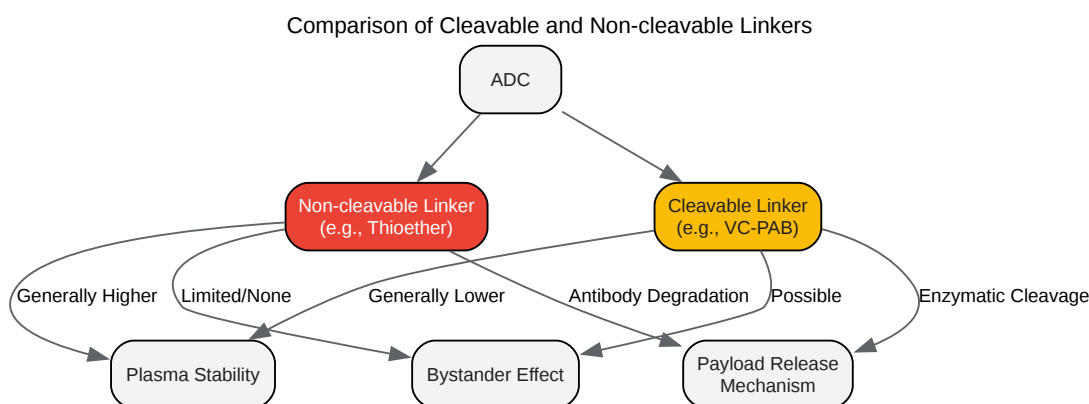 Comparison of Cleavable and Non-cleavable Linkers
ADC
Non-cleavable Linker
(e.g., Thioether)
Cleavable Linker
(e.g., VC-PAB)
Generally Higher
Limited/None
Generally Lower
Antibody Degradation
Possible
Enzymatic Cleavage
Plasma Stability
Bystander Effect
Payload Release
Mechanism